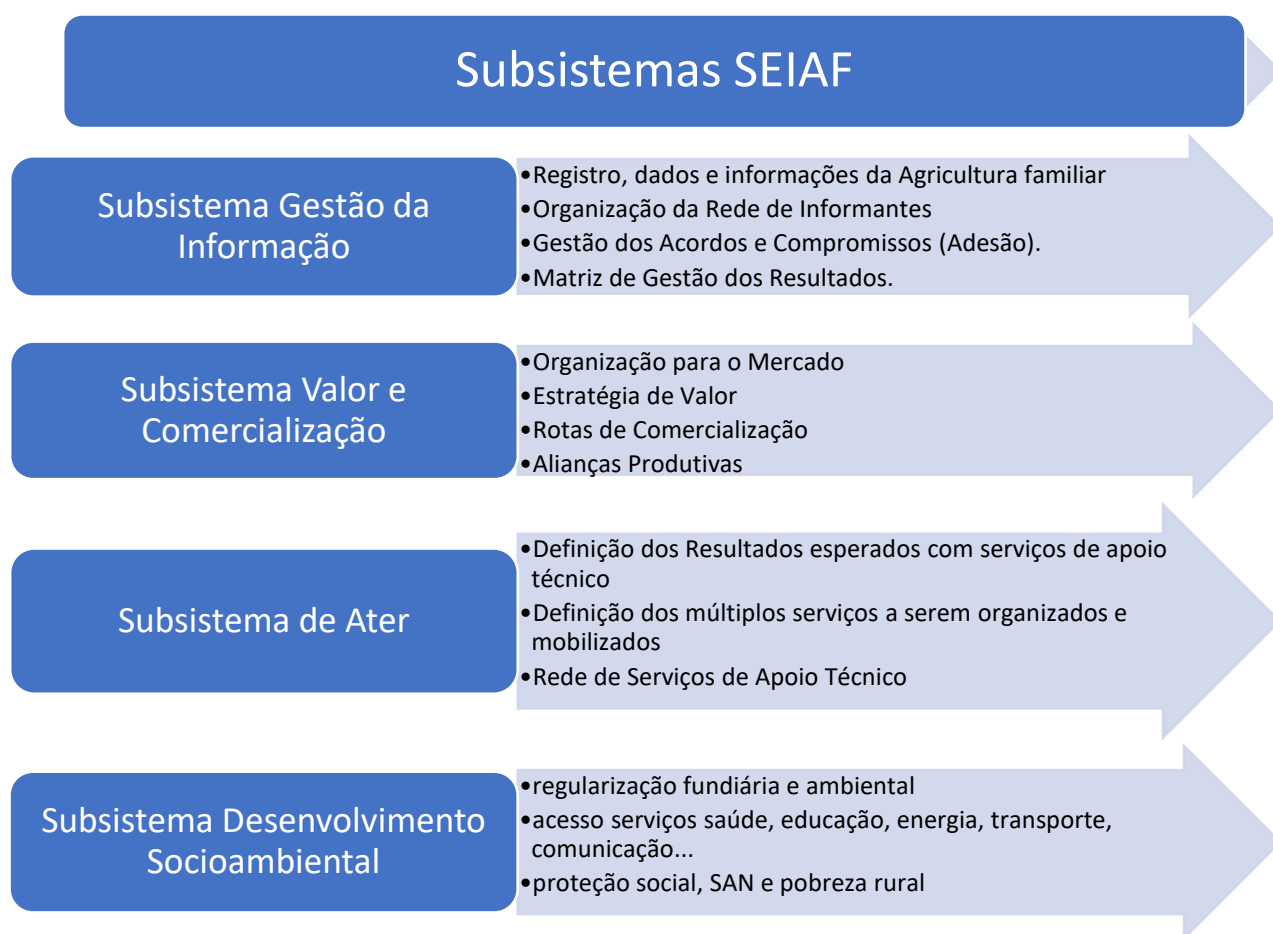 Subsistemas SEIAF
Subsistema Gestão da
Informação
•Registro, dados e informações da Agricultura familiar
•Organização da Rede de Informantes
•Gestão dos Acordos e Compromissos (Adesão).
•Matriz de Gestão dos Resultados.
Subsistema Valor e
Comercialização
•Organização para o Mercado
•Estratégia de Valor
•Rotas de Comercialização
•Alianças Produtivas
Subsistema de Ater
•Definição dos Resultados esperados com serviços de apoio
técnico
•Definição dos múltiplos serviços a serem organizados e
mobilizados
•Rede de Serviços de Apoio Técnico
Subsistema Desenvolvimento
Socioambiental
•regularização fundiária e ambiental
•acesso serviços saúde, educação, energia, transporte,
comunicação...
•proteção social, SAN e pobreza rural